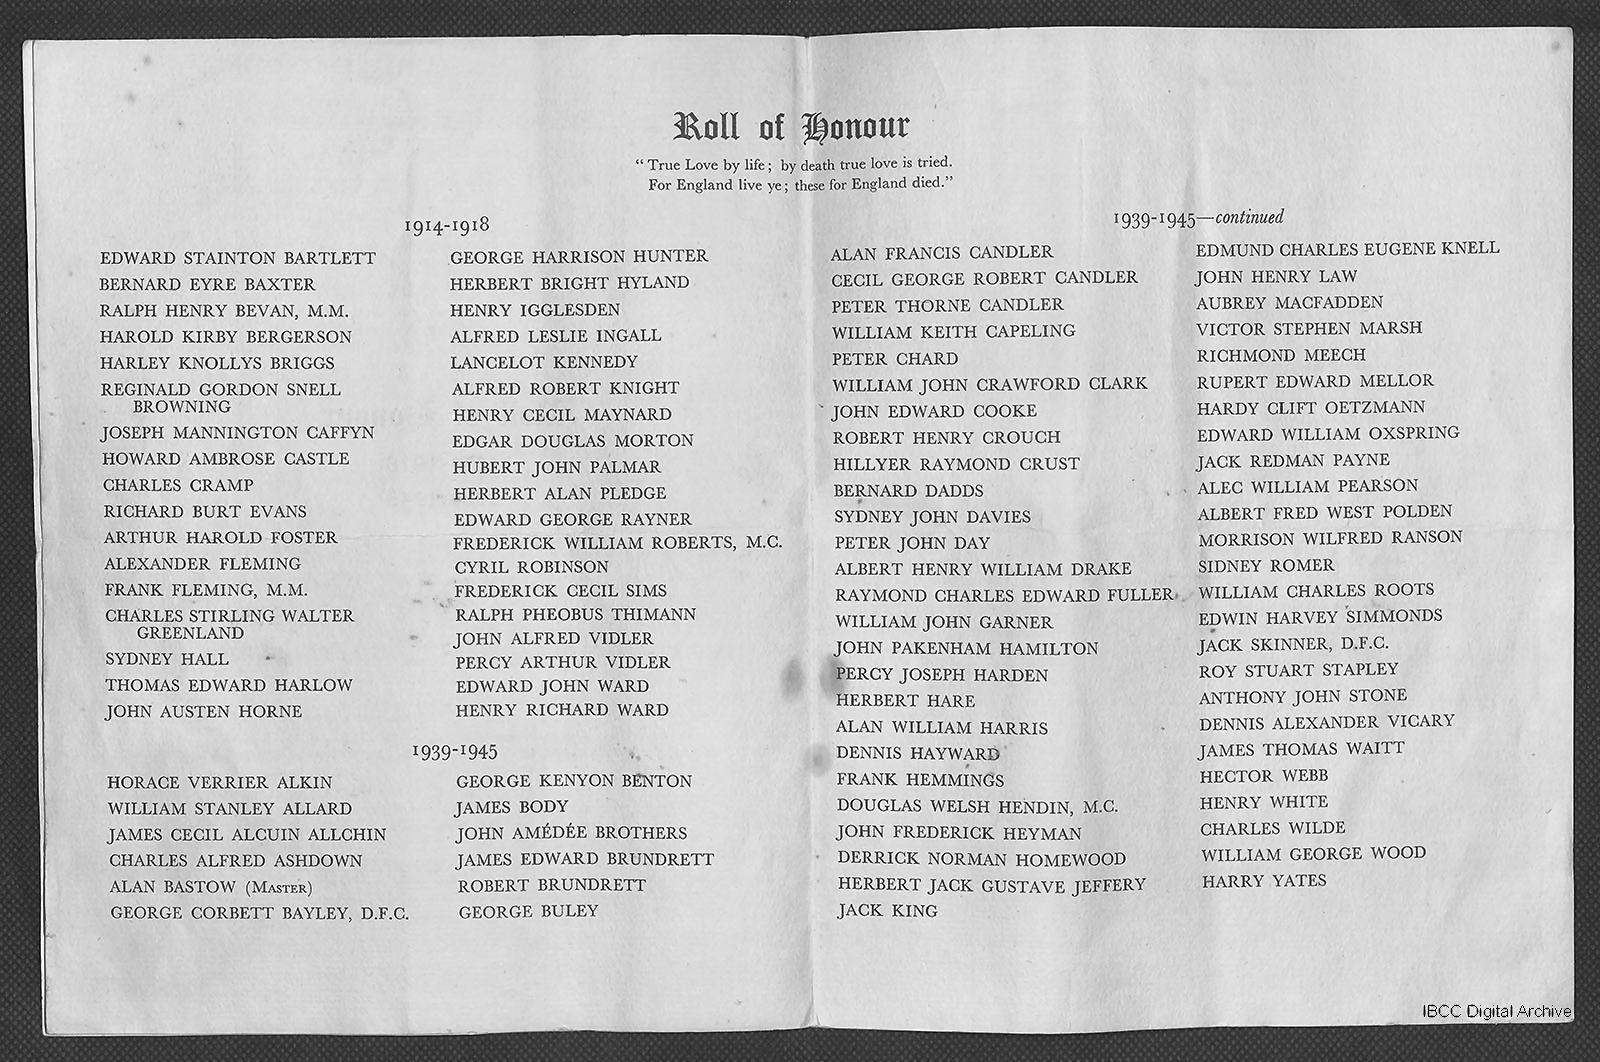 Roll of Honour
“True Love by life; by death true love is tried.
For England live ye; these for England died.”
1914-1918
EDWARD STAINTON BARTLETT
BERNARD EYRE BAXTER
RALPH HENRY BEVAN, M.M.
HAROLD KIRBY BERGERSON
HARLEY KNOLLYS BRIGGS
REGINALD GORDON SNELL
BROWNING
JOSEPH MANNINGTON CAFFYN
HOWARD AMBROSE CASTLE
CHARLES CRAMP
RICHARD BURT EVANS
ARTHUR HAROLD FOSTER
ALEXANDER FLEMING
FRANK FLEMING, M.M.
CHARLES STIRLING WALTER
GREENLAND
SYDNEY HALL
THOMAS EDWARD HARLOW
JOHN AUSTEN HORNE
GEORGE HARRISON HUNTER
HERBERT BRIGHT HYLAND
HENRY IGGLESDEN
ALFRED LESLIE INGALL
LANCELOT KENNEDY
ALFRED ROBERT KNIGHT
HENRY CECIL MAYNARD
EDGAR DOUGLAS MORTON
HUBERT JOHN PALMAR
HERBERT ALAN PLEDGE
EDWARD GEORGE RAYNER
FREDERICK WILLIAM ROBERTS, M.C.
CYRIL ROBINSON
FREDERICK CECIL SIMS
RALPH PHEOBUS THIMANN
JOHN ALFRED VIDLER
PERCY ARTHUR VIDLER
EDWARD JOHN WARD
HENRY RICHARD WARD
1939-1945
HORACE VERRIER ALKIN
WILLIAM STANLEY ALLARD
JAMES CECIL ALCUIN ALLCHIN
CHARLES ALFRED ASHDOWN
ALAN BASTOW (MASTER)
GEORGE CORBETT BAYLEY, D.F.C.
GEORGE KENYON BENTON
JAMES BODY
JOHN AMÉDÉE BROTHERS
JAMES EDWARD BRUNDRETT
ROBERT BRUNDRETT
GEORGE BULEY
1939-1945—continued
ALAN FRANCIS CANDLER
CECIL GEORGE ROBERT CANDLER
PETER THORNE CANDLER
WILLIAM KEITH CAPELING
PETER CHARD
WILLIAM JOHN CRAWFORD CLARK
JOHN EDWARD COOKE
ROBERT HENRY CROUCH
HILLYER RAYMOND CRUST
BERNARD DADDS
SYDNEY JOHN DAVIES
PETER JOHN DAY
ALBERT HENRY WILLIAM DRAKE
RAYMOND CHARLES EDWARD FULLER
WILLIAM JOHN GARNER
JOHN PAKENHAM HAMILTON
PERCY JOSEPH HARDEN
HERBERT HARE
ALAN WILLIAM HARRIS
DENNIS HAYWARD
FRANK HEMMINGS
DOUGLAS WELSH HENDIN, M.C.
JOHN FREDERICK HEYMAN
DERRICK NORMAN HOMEWOOD
HERBERT JACK GUSTAVE JEFFERY
JACK KING
EDMUND CHARLES EUGENE KNELL
JOHN HENRY LAW
AUBREY MACFADDEN
VICTOR STEPHEN MARSH
RICHMOND MEECH
RUPERT EDWARD MELLOR
HARDY CLIFT OETZMANN
EDWARD WILLIAM OXSPRING
JACK REDMAN PAYNE
ALEC WILLIAM PEARSON
ALBERT FRED WEST POLDEN
MORRISON WILFRED RANSON
SIDNEY ROMER
WILLIAM CHARLES ROOTS
EDWIN HARVEY SIMMONDS
JACK SKINNER, D.F.C.
ROY STUART STAPLEY
ANTHONY JOHN STONE
DENNIS ALEXANDER VICARY
JAMES THOMAS WAITT
HECTOR WEBB
HENRY WHITE
CHARLES WILDE
WILLIAM GEORGE WOOD
HARRY YATES
IBCC Digital Archive